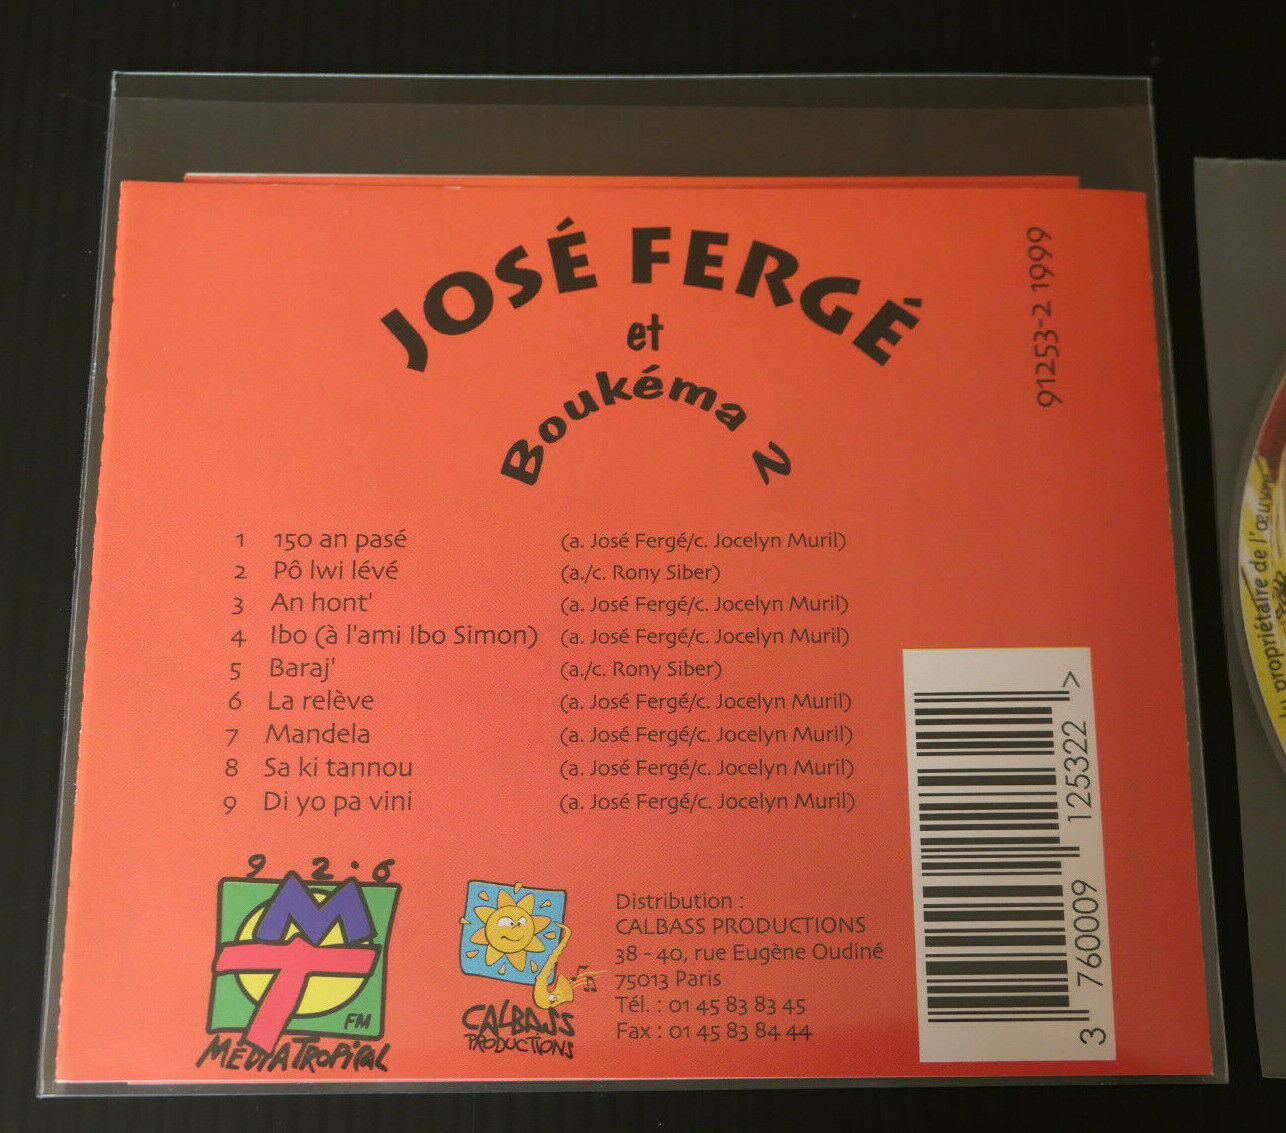 JOSÉ FERGÉ
et
Boukéma 2
91253-2 1999
1 150 an pasé (a. José Fergé/c. Jocelyn Muril)
2 Pô lwi lévé (a./c. Rony Siber)
3 An hont' (a. José Fergé/c. Jocelyn Muril)
4 Ibo (à l'ami Ibo Simon) (a. José Fergé/c. Jocelyn Muril)
5 Baraj' (a./c. Rony Siber)
6 La relève (a. José Fergé/c. Jocelyn Muril)
7 Mandela (a. José Fergé/c. Jocelyn Muril)
8 Sa ki tannou (a. José Fergé/c. Jocelyn Muril)
9 Di yo pa vini (a. José Fergé/c. Jocelyn Muril)
92.6
MT
FM
MÉDIA TROPICAL
CALBASS
PRODUCTIONS
Distribution :
CALBASS PRODUCTIONS
38 - 40, rue Eugène Oudiné
75013 Paris
Tél. : 01 45 83 83 45
Fax : 01 45 83 84 44
3 760009 125322 >
propriétaire de l'œuvre